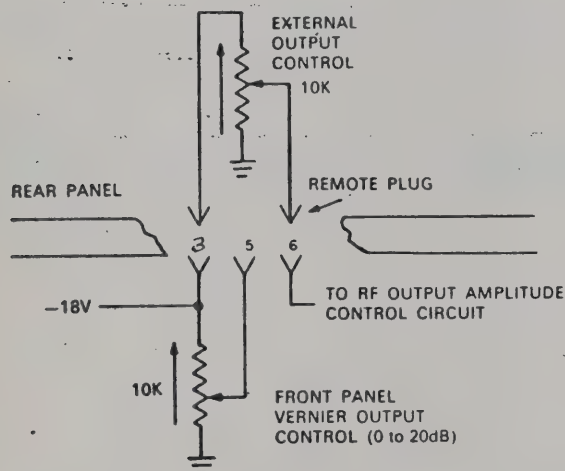 EXTERNAL
OUTPUT
CONTROL
10K
REAR PANEL
REMOTE PLUG
3 5 6
-18V
TO RF OUTPUT AMPLITUDE
CONTROL CIRCUIT
10K
FRONT PANEL
VERNIER OUTPUT
CONTROL (0 to 20dB)